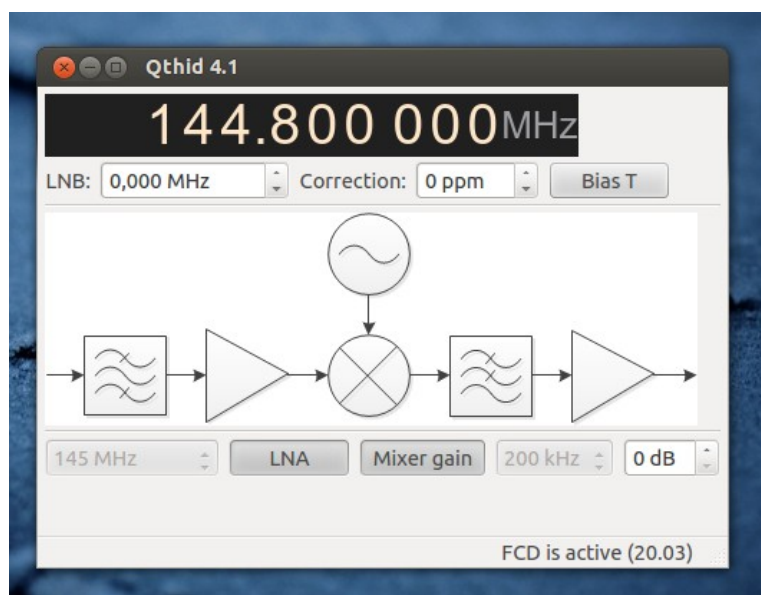 Qthid 4.1
144.800 000MHz
LNB: 0,000 MHz Correction: 0 ppm Bias T
145 MHz LNA Mixer gain 200 kHz 0 dB
FCD is active (20.03)